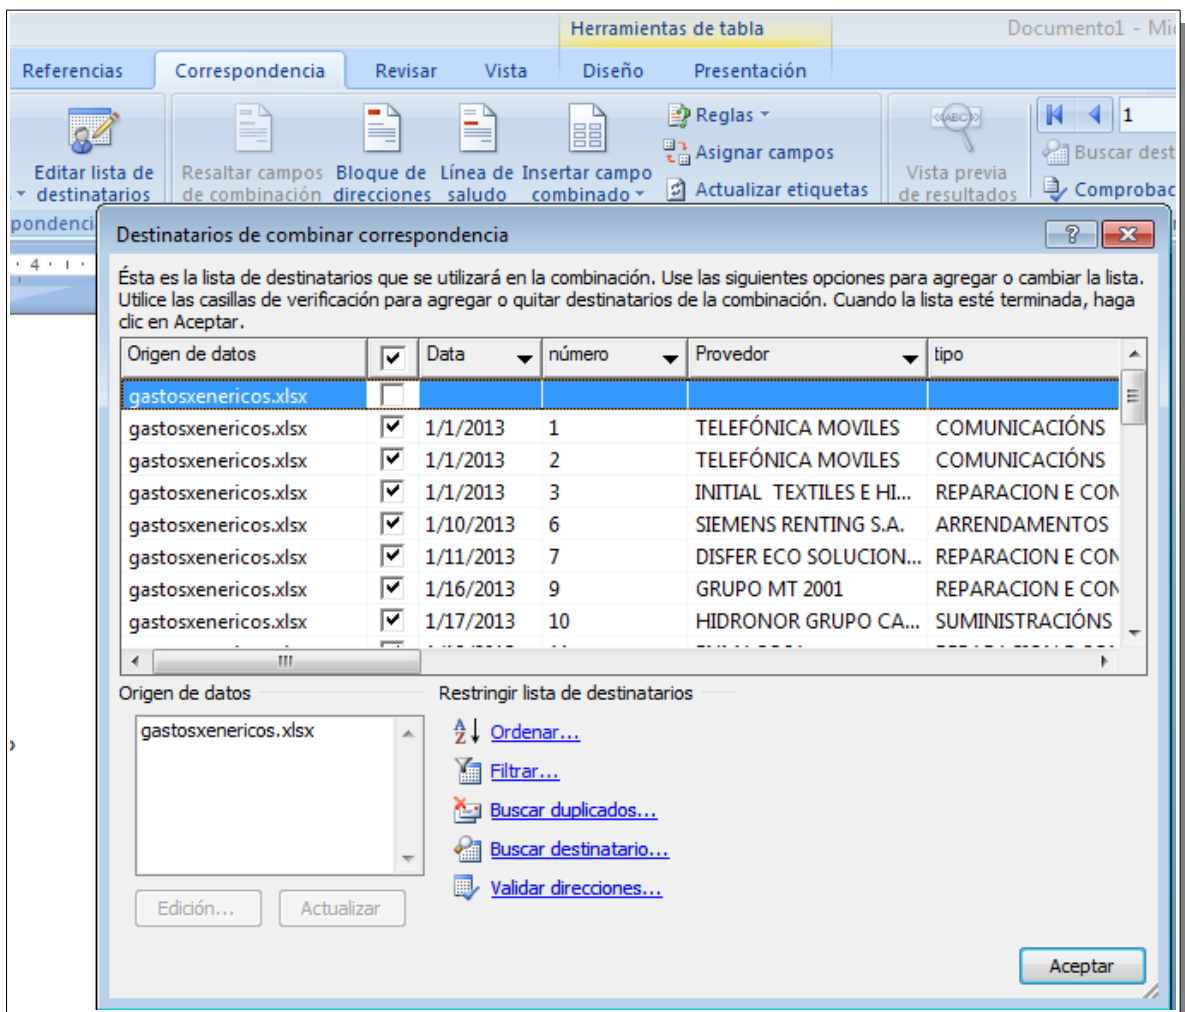 Herramientas de tabla
Documento1 - Mi
Referencias Correspondencia Revisar Vista Diseño Presentación
Editar lista de destinatarios
Resaltar campos de combinación
Bloque de direcciones
Línea de saludo
Insertar campo combinado
Reglas
Asignar campos
Actualizar etiquetas
«ABC»
Vista previa de resultados
1
Buscar dest
Comprobac
pondenci
4
Destinatarios de combinar correspondencia
Ésta es la lista de destinatarios que se utilizará en la combinación. Use las siguientes opciones para agregar o cambiar la lista.
Utilice las casillas de verificación para agregar o quitar destinatarios de la combinación. Cuando la lista esté terminada, haga
clic en Aceptar.
Origen de datos Data número Provedor tipo
gastosxenericos.xlsx
gastosxenericos.xlsx 1/1/2013 1 TELEFÓNICA MOVILES COMUNICACIÓNS
gastosxenericos.xlsx 1/1/2013 2 TELEFÓNICA MOVILES COMUNICACIÓNS
gastosxenericos.xlsx 1/1/2013 3 INITIAL TEXTILES E HI... REPARACION E CON
gastosxenericos.xlsx 1/10/2013 6 SIEMENS RENTING S.A. ARRENDAMENTOS
gastosxenericos.xlsx 1/11/2013 7 DISFER ECO SOLUCION... REPARACION E CON
gastosxenericos.xlsx 1/16/2013 9 GRUPO MT 2001 REPARACION E CON
gastosxenericos.xlsx 1/17/2013 10 HIDRONOR GRUPO CA... SUMINISTRACIÓNS
Origen de datos
gastosxenericos.xlsx
Edición... Actualizar
Restringir lista de destinatarios
Ordenar...
Filtrar...
Buscar duplicados...
Buscar destinatario...
Validar direcciones...
Aceptar